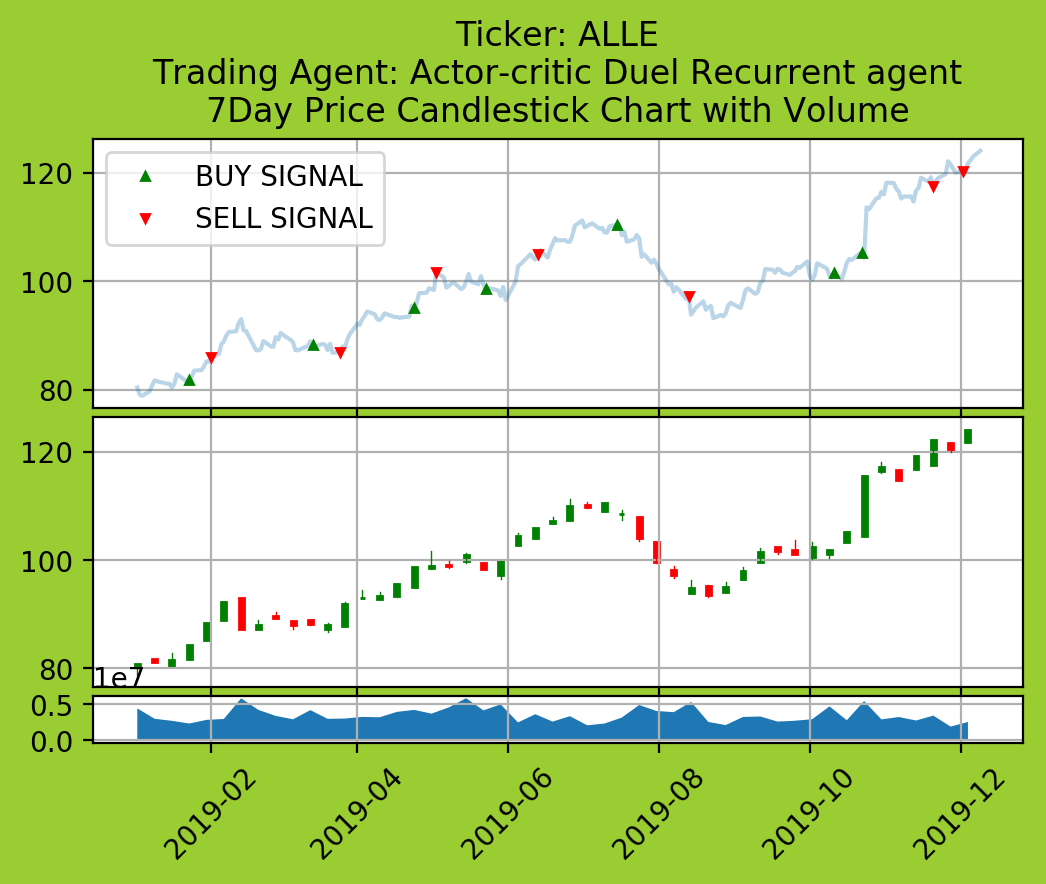 Ticker: ALLE
Trading Agent: Actor-critic Duel Recurrent agent
7Day Price Candlestick Chart with Volume
BUY SIGNAL
SELL SIGNAL
120
100
80
120
100
80
1e7
0.5
0.0
2019-02
2019-04
2019-06
2019-08
2019-10
2019-12